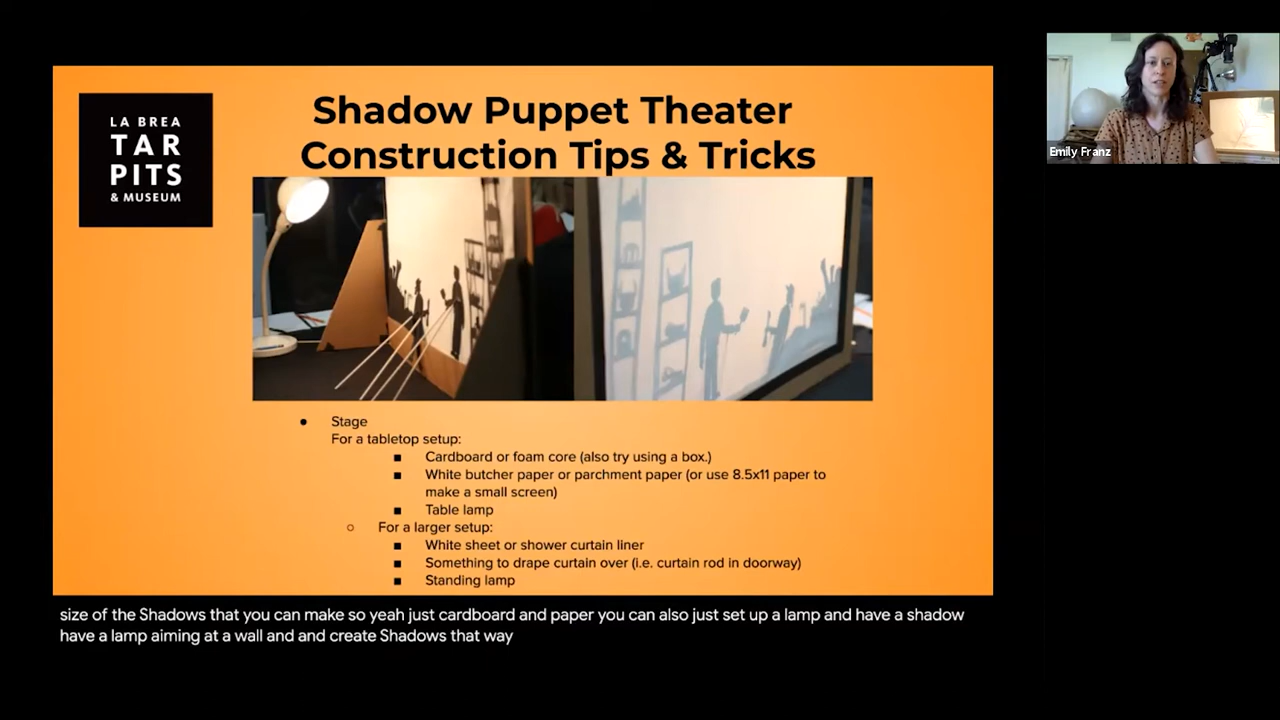 LA BREA
TAR
PITS
& MUSEUM
Shadow Puppet Theater
Construction Tips & Tricks
Emily Franz
● Stage
For a tabletop setup:
■ Cardboard or foam core (also try using a box.)
■ White butcher paper or parchment paper (or use 8.5x11 paper to
make a small screen)
■ Table lamp
○ For a larger setup:
■ White sheet or shower curtain liner
■ Something to drape curtain over (i.e. curtain rod in doorway)
■ Standing lamp
size of the Shadows that you can make so yeah just cardboard and paper you can also just set up a lamp and have a shadow
have a lamp aiming at a wall and and create Shadows that way